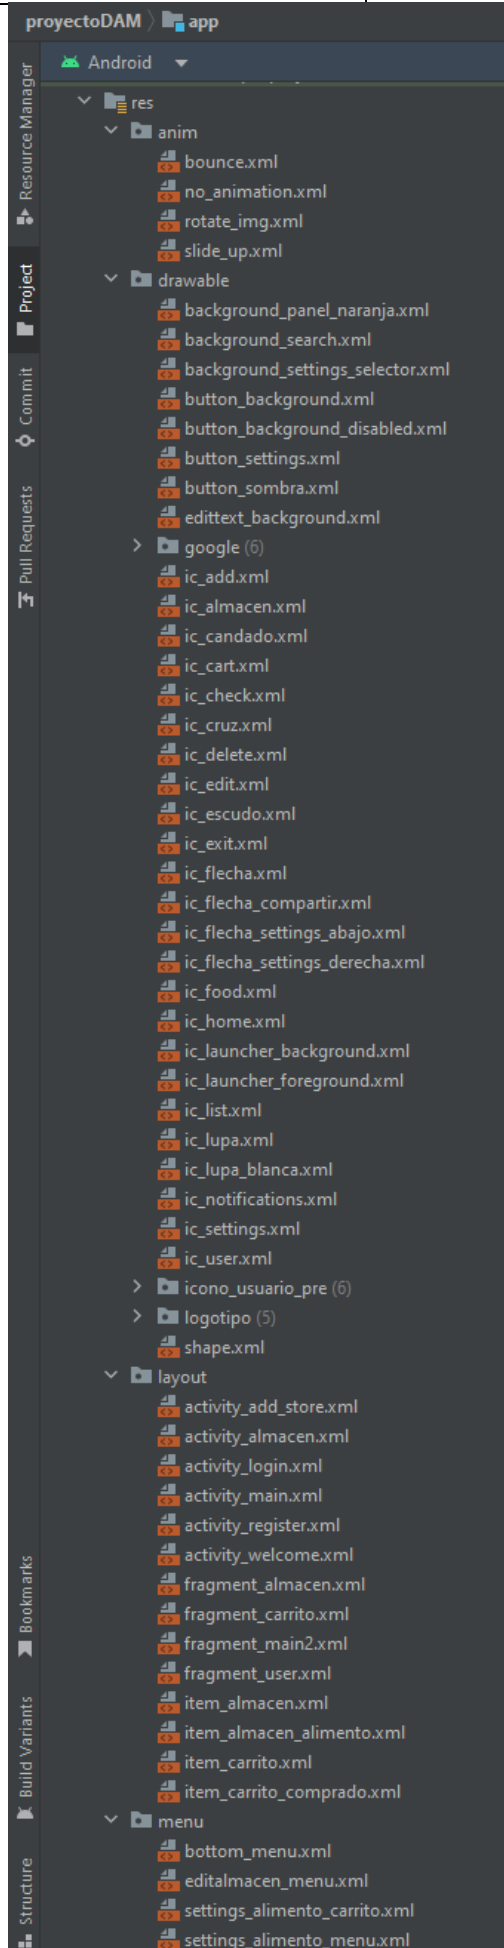 proyectoDAM
app
Android
Resource Manager
Project
Commit
Pull Requests
Bookmarks
Build Variants
Structure
res
anim
bounce.xml
no_animation.xml
rotate_img.xml
slide_up.xml
drawable
background_panel_naranja.xml
background_search.xml
background_settings_selector.xml
button_background.xml
button_background_disabled.xml
button_settings.xml
button_sombra.xml
edittext_background.xml
google (6)
ic_add.xml
ic_almacen.xml
ic_candado.xml
ic_cart.xml
ic_check.xml
ic_cruz.xml
ic_delete.xml
ic_edit.xml
ic_escudo.xml
ic_exit.xml
ic_flecha.xml
ic_flecha_compartir.xml
ic_flecha_settings_abajo.xml
ic_flecha_settings_derecha.xml
ic_food.xml
ic_home.xml
ic_launcher_background.xml
ic_launcher_foreground.xml
ic_list.xml
ic_lupa.xml
ic_lupa_blanca.xml
ic_notifications.xml
ic_settings.xml
ic_user.xml
icono_usuario_pre (6)
logotipo (5)
shape.xml
layout
activity_add_store.xml
activity_almacen.xml
activity_login.xml
activity_main.xml
activity_register.xml
activity_welcome.xml
fragment_almacen.xml
fragment_carrito.xml
fragment_main2.xml
fragment_user.xml
item_almacen.xml
item_almacen_alimento.xml
item_carrito.xml
item_carrito_comprado.xml
menu
bottom_menu.xml
editalmacen_menu.xml
settings_alimento_carrito.xml
settings_alimento_menu.xml